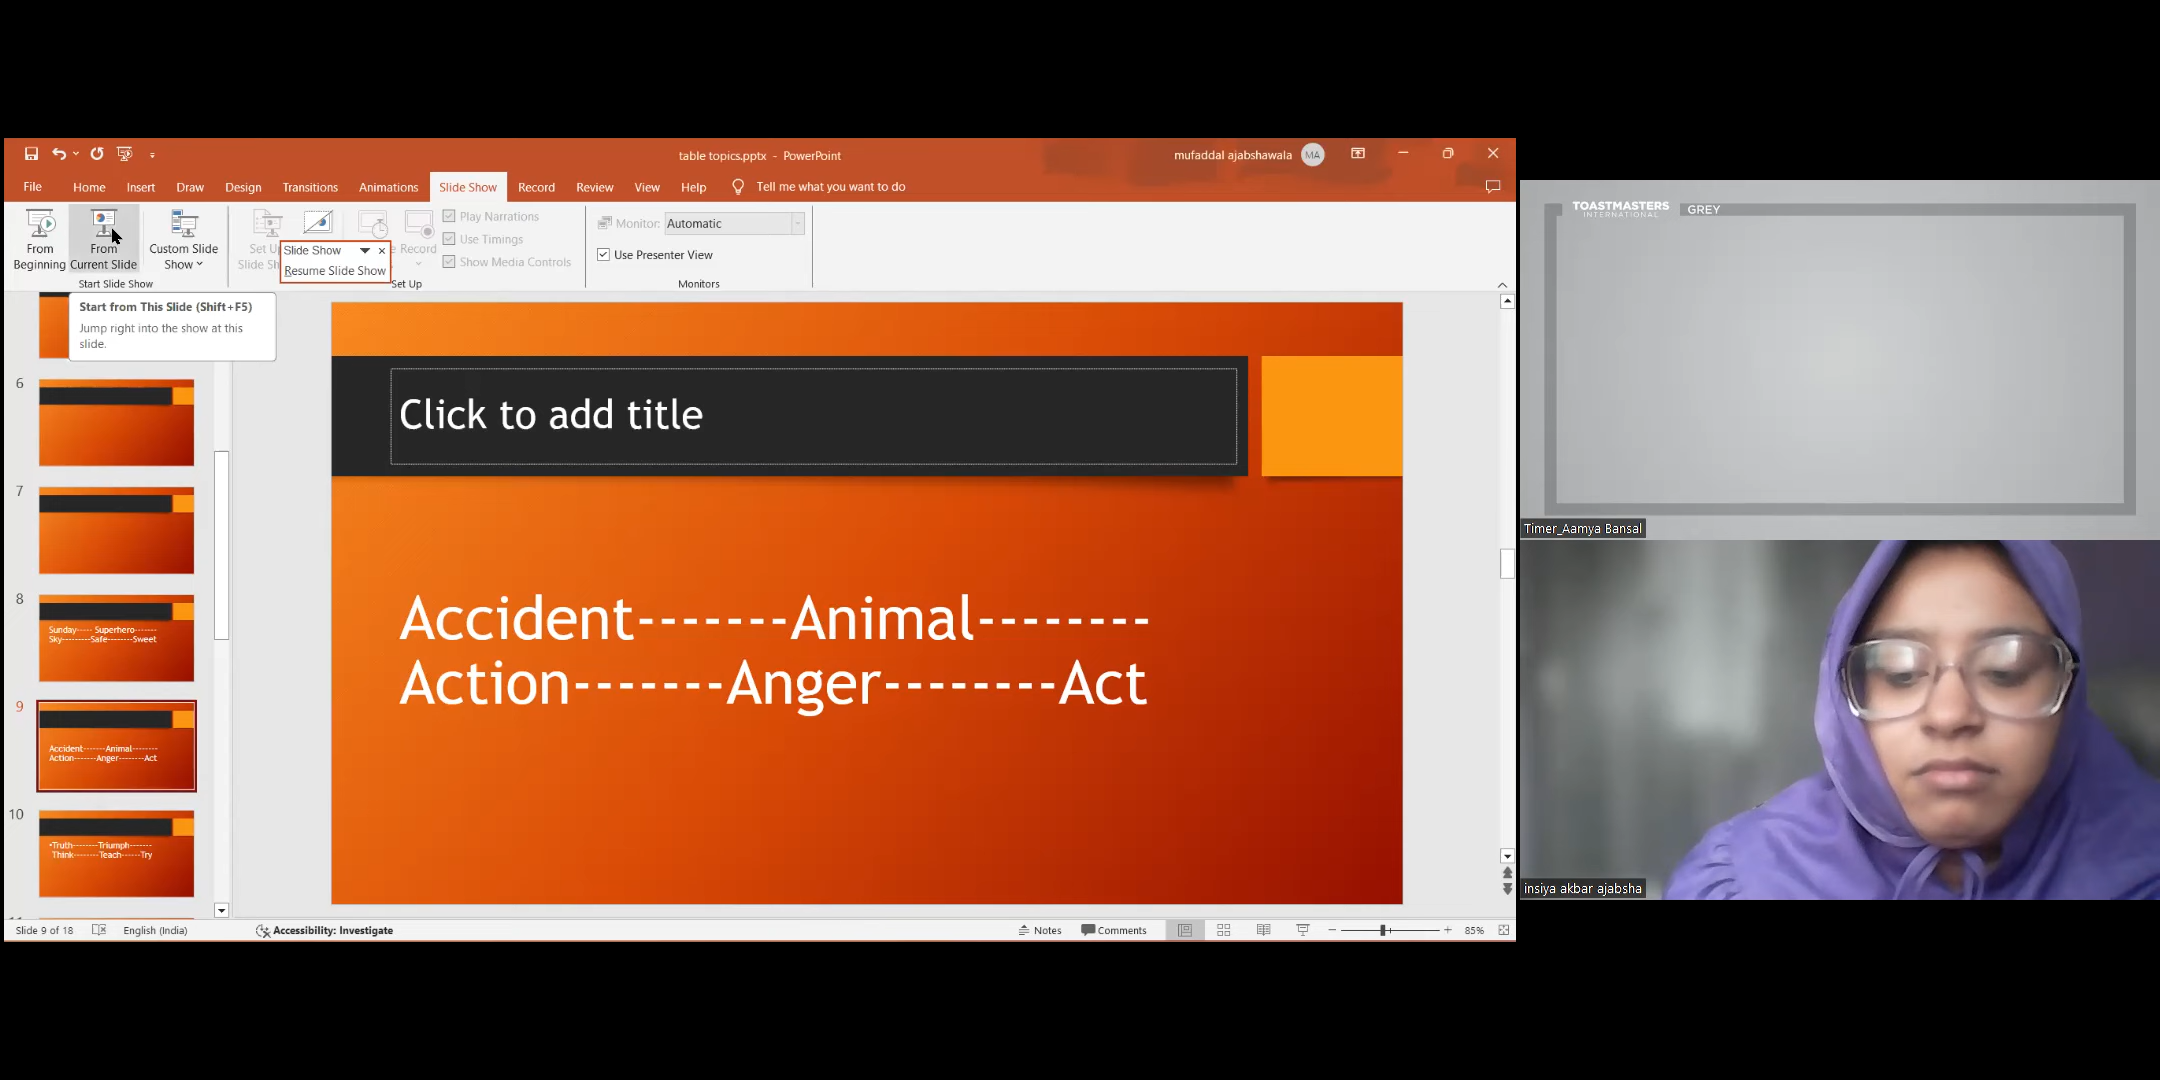 table topics.pptx - PowerPoint
mufaddal ajabshawala MA
File Home Insert Draw Design Transitions Animations Slide Show Record Review View Help Tell me what you want to do
From
Beginning
From
Current Slide
Custom Slide
Show
Start Slide Show
Slide Show
Resume Slide Show
Record
Set Up
Play Narrations
Use Timings
Show Media Controls
Monitor: Automatic
Use Presenter View
Monitors
Start from This Slide (Shift+F5)
Jump right into the show at this
slide.
6
7
8
Sunday----- Superhero-------
Sky---------Safe-------Sweet
9
Accident-------Animal--------
Action-------Anger--------Act
10
•Truth--------Triumph-------
Think--------Teach------Try
Click to add title
Accident-------Animal--------
Action-------Anger--------Act
Slide 9 of 18 English (India) Accessibility: Investigate Notes Comments 85%
TOASTMASTERS
INTERNATIONAL
GREY
Timer_Aamya Bansal
insiya akbar ajabsha